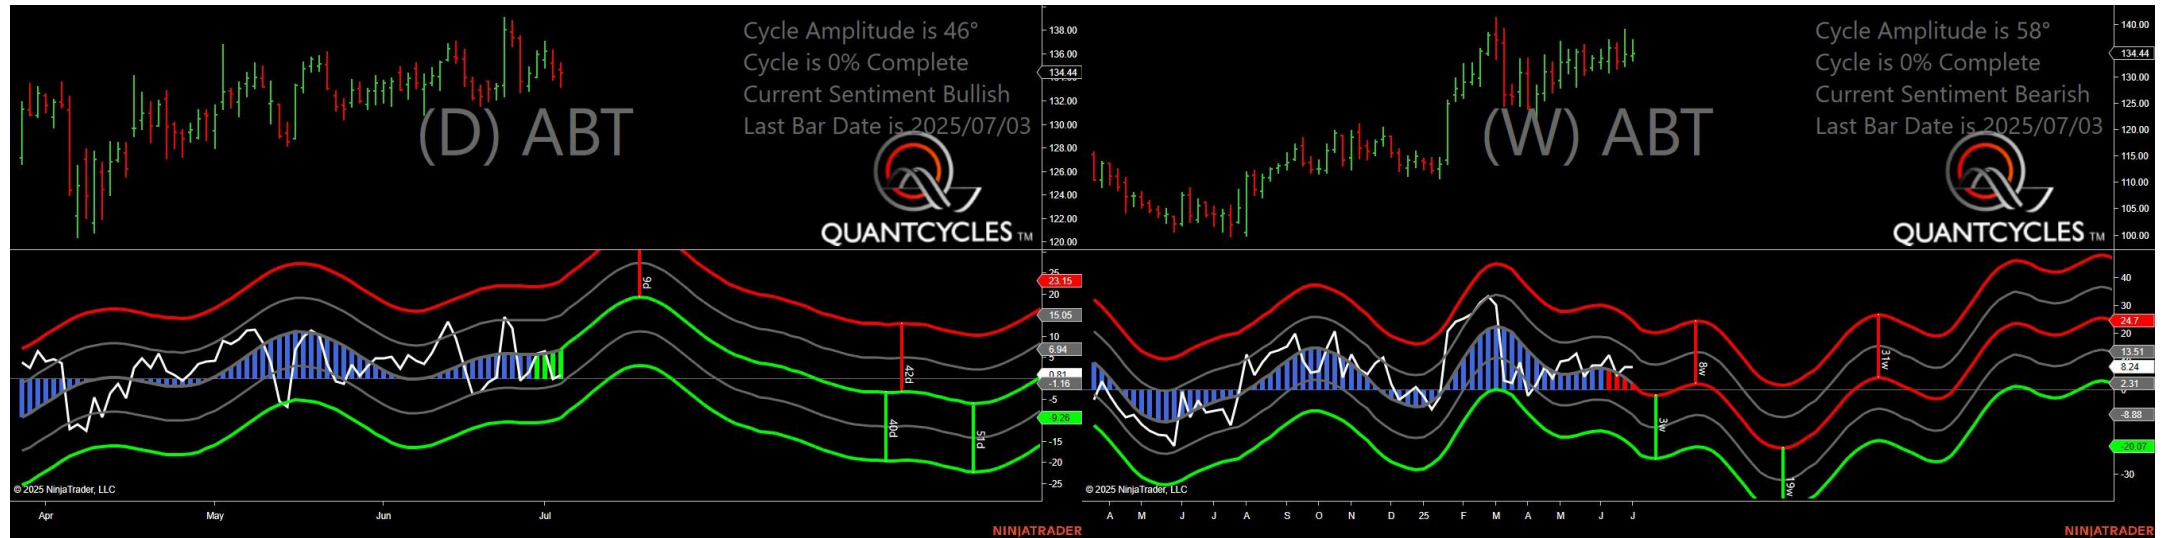 Cycle Amplitude is 46°
Cycle is 0% Complete
Current Sentiment Bullish
Last Bar Date is 2025/07/03
(D) ABT
QUANTCYCLES TM
138.00
136.00
134.44
132.00
130.00
128.00
126.00
124.00
122.00
120.00
9d
42d
40d
51d
25
23.15
20
15.05
10
6.94
5
0.81
-1.16
-5
-9.26
-15
-20
-25
© 2025 NinjaTrader, LLC
Apr May Jun Jul
NINJATRADER
Cycle Amplitude is 58°
Cycle is 0% Complete
Current Sentiment Bearish
Last Bar Date is 2025/07/03
(W) ABT
QUANTCYCLES TM
140.00
134.44
130.00
125.00
120.00
115.00
110.00
105.00
100.00
8w
3w
19w
31w
40
30
24.7
20
13.51
8.24
2.31
0
-8.88
-20.07
-30
© 2025 NinjaTrader, LLC
A M J J A S O N D 25 F M A M J J
NINJATRADER